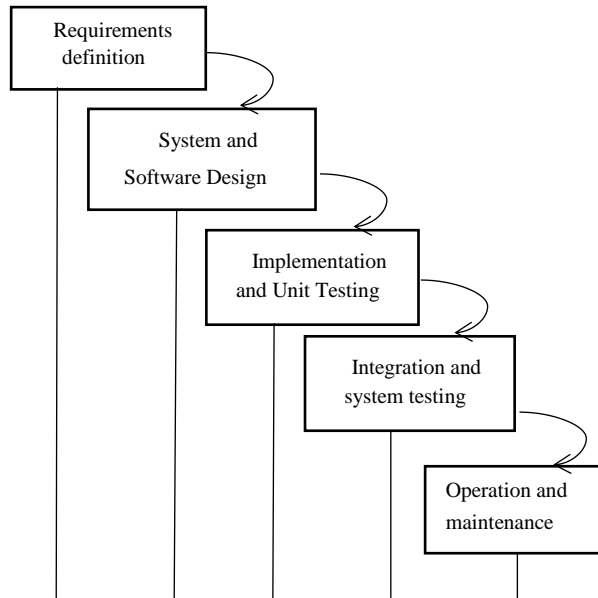 Requirements
definition
System and
Software Design
Implementation
and Unit Testing
Integration and
system testing
Operation and
maintenance